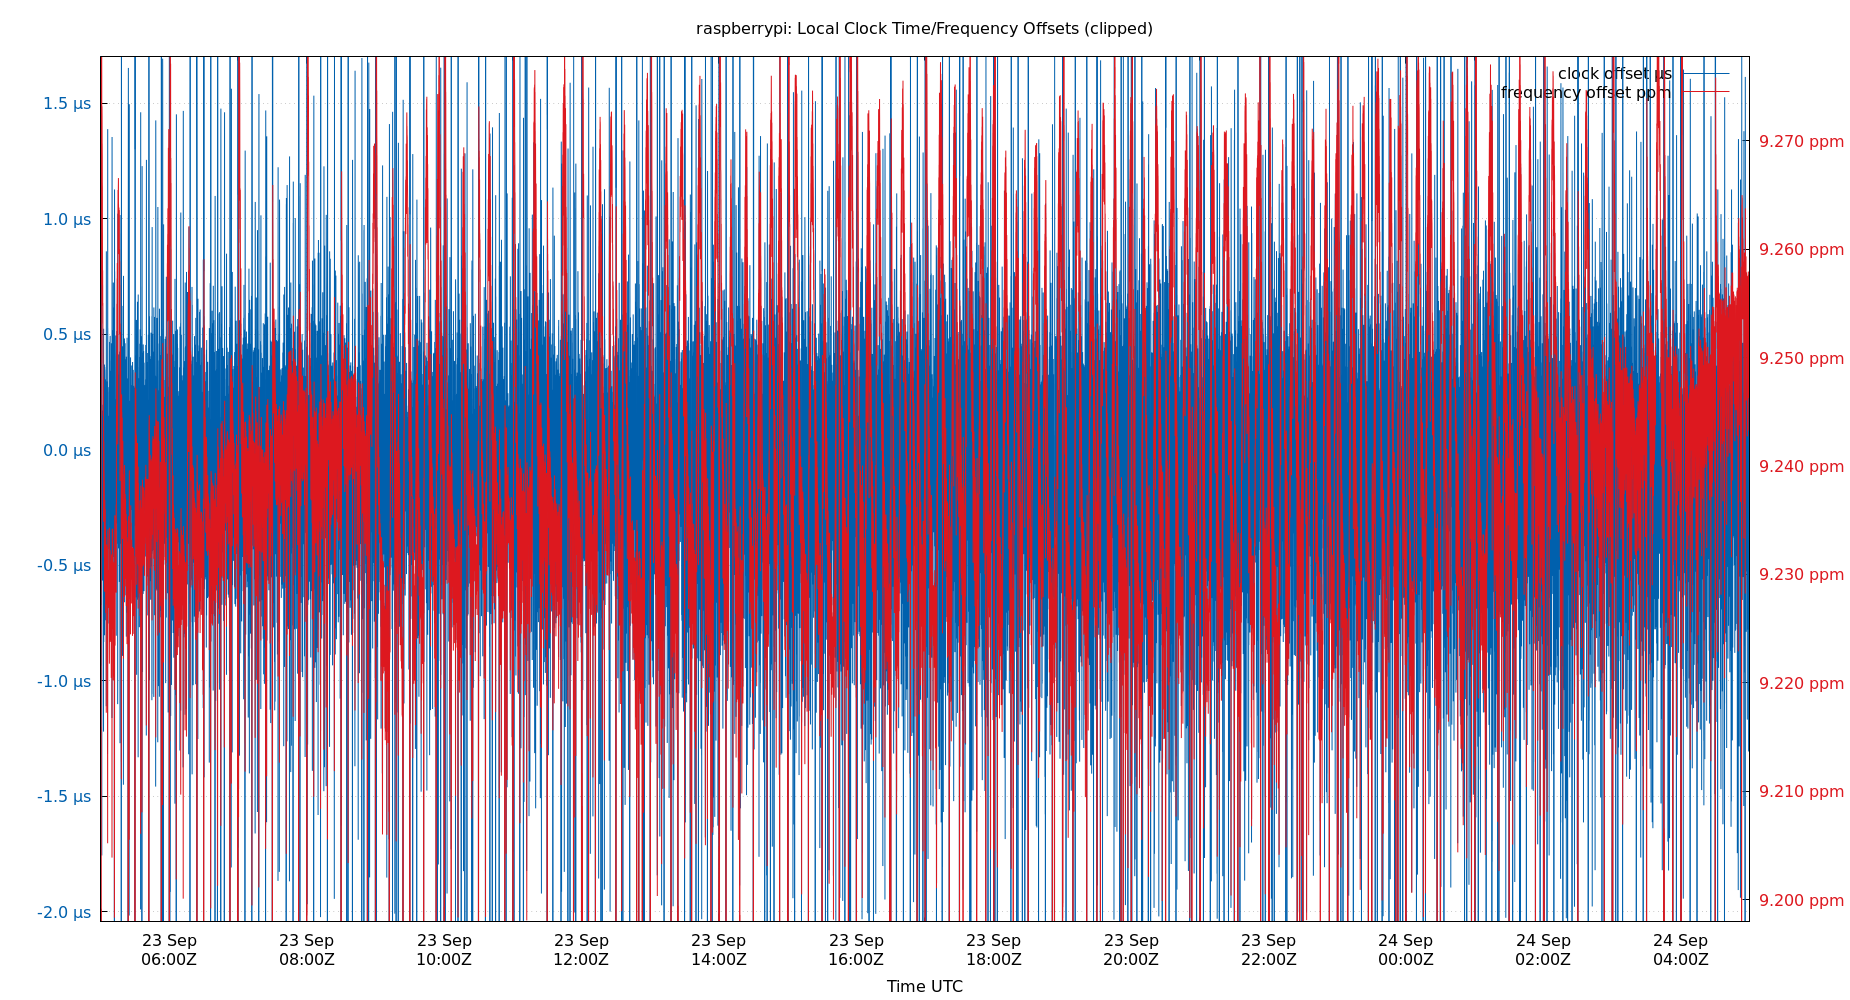 raspberrypi: Local Clock Time/Frequency Offsets (clipped)
clock offset µs
frequency offset ppm
1.5 µs
1.0 µs
0.5 µs
0.0 µs
-0.5 µs
-1.0 µs
-1.5 µs
-2.0 µs
9.270 ppm
9.260 ppm
9.250 ppm
9.240 ppm
9.230 ppm
9.220 ppm
9.210 ppm
9.200 ppm
23 Sep 23 Sep 23 Sep 23 Sep 23 Sep 23 Sep 23 Sep 23 Sep 23 Sep 24 Sep 24 Sep 24 Sep
06:00Z 08:00Z 10:00Z 12:00Z 14:00Z 16:00Z 18:00Z 20:00Z 22:00Z 00:00Z 02:00Z 04:00Z
Time UTC